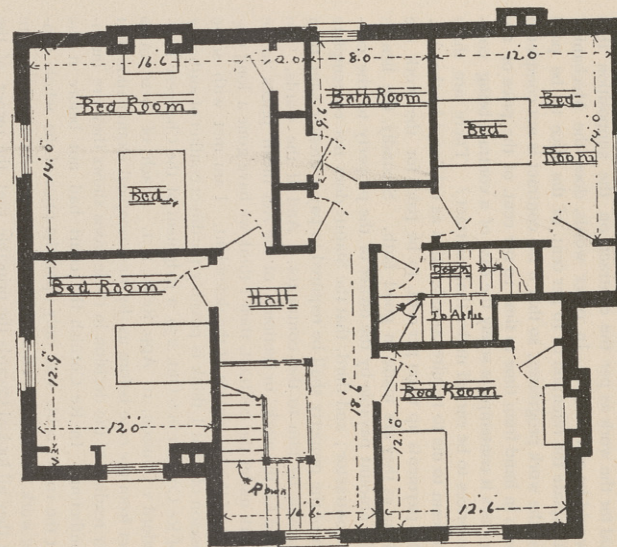 16.6
2.0
8.0
12.0
Bed Room
Bath Room
Bed
Bed
Room
9.6
14.0
14.0
Bed
Bed Room
Hall
Down
To Attic
Bed Room
12.9
18.6
12.0
12.0
Down
12.6